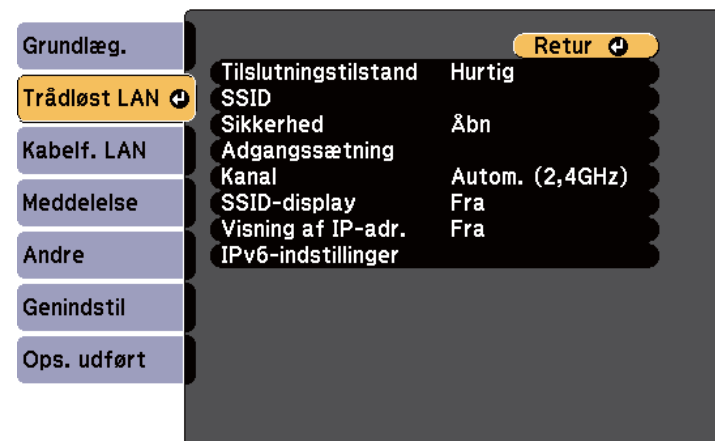 Grundlæg.
Trådløst LAN
Kabelf. LAN
Meddelelse
Andre
Genindstil
Ops. udført
Retur
Tilslutningstilstand Hurtig
SSID
Sikkerhed Åbn
Adgangssætning
Kanal Autom. (2,4GHz)
SSID-display Fra
Visning af IP-adr. Fra
IPv6-indstillinger